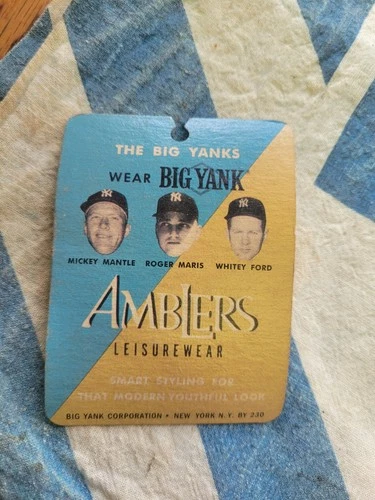 THE BIG YANKS
WEAR BIG YANK
MICKEY MANTLE ROGER MARIS WHITEY FORD
AMBLERS
LEISUREWEAR
SMART STYLING FOR
THAT MODERN YOUTHFUL LOOK
BIG YANK CORPORATION • NEW YORK N.Y. BY 230